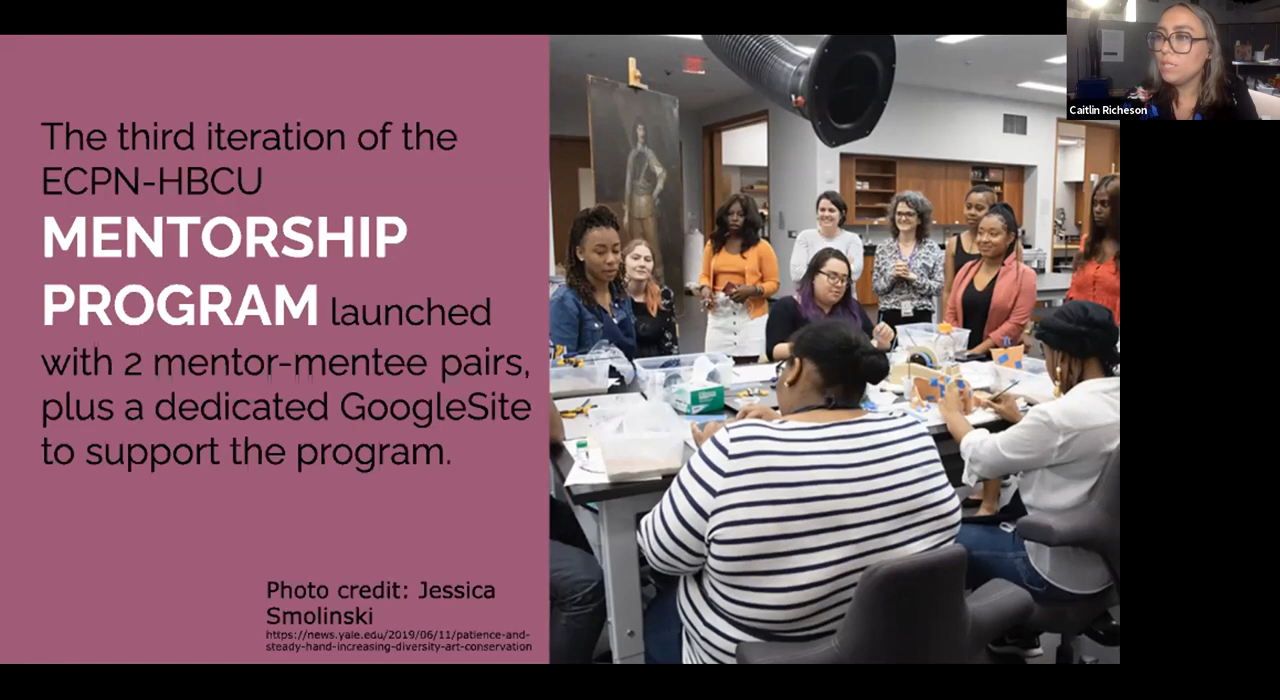 The third iteration of the
ECPN-HBCU
MENTORSHIP
PROGRAM launched
with 2 mentor-mentee pairs,
plus a dedicated GoogleSite
to support the program.
Photo credit: Jessica
Smolinski
https://news.yale.edu/2019/06/11/patience-and-
steady-hand-increasing-diversity-art-conservation
Caitlin Richeson